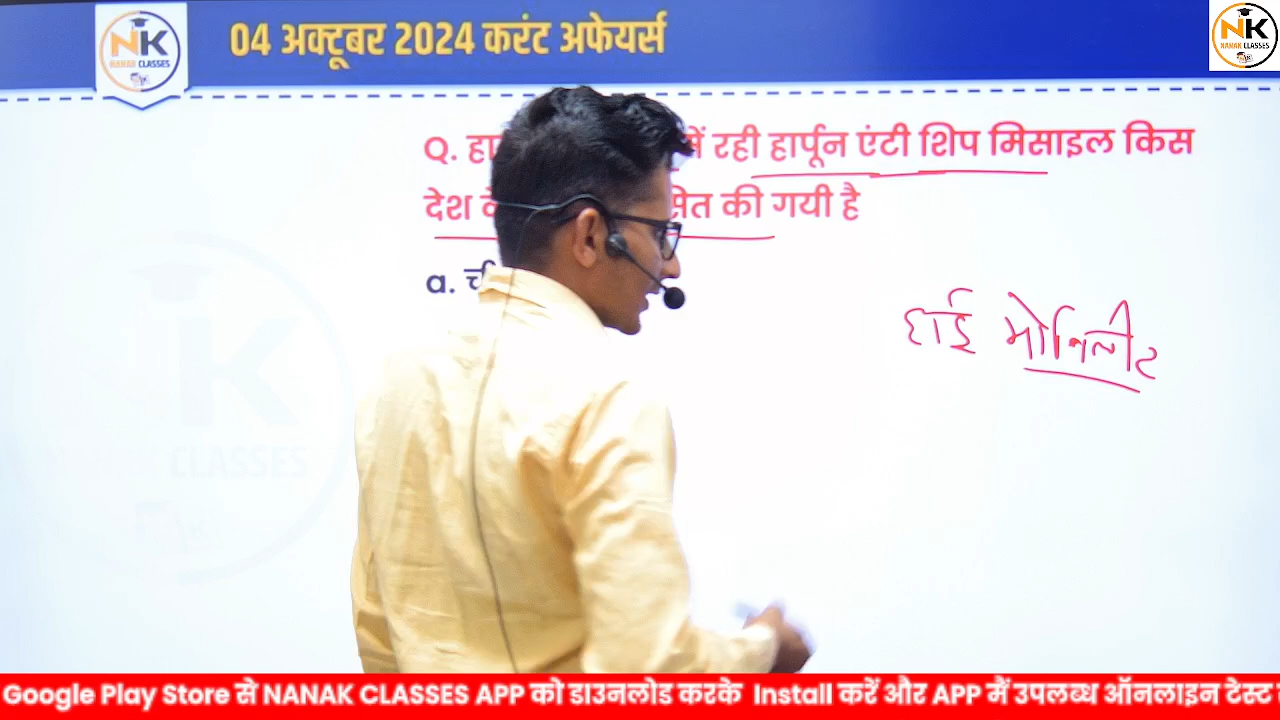 NK
NANAK CLASSES
04 अक्टूबर 2024 करंट अफेयर्स
NK
NANAK CLASSES
Q. में रही हार्पून एंटी शिप मिसाइल किस
देश की गयी है
a.
हाई मोबिलीट
K
CLASSES
Google Play Store से NANAK CLASSES APP को डाउनलोड करके Install करें और APP में उपलब्ध ऑनलाइन टेस्ट